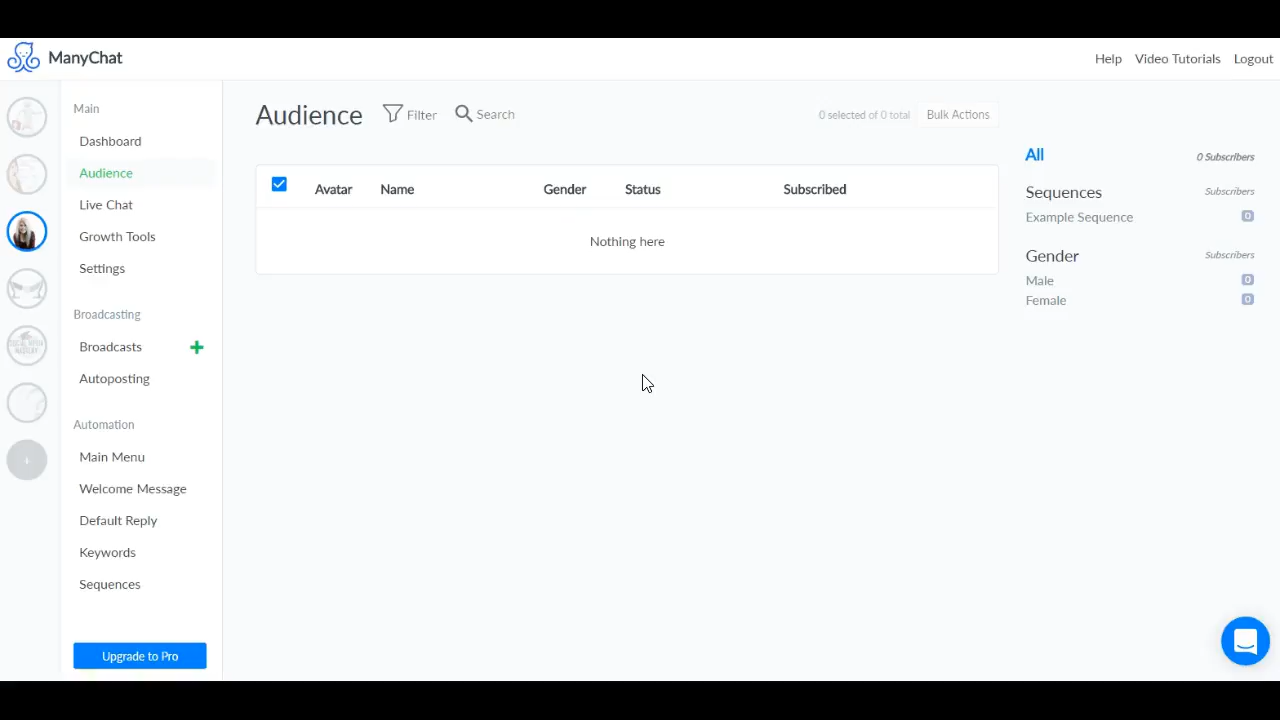 ManyChat
Help Video Tutorials Logout
Main
Dashboard
Audience
Live Chat
Growth Tools
Settings
Broadcasting
Broadcasts
Autoposting
Automation
Main Menu
Welcome Message
Default Reply
Keywords
Sequences
Upgrade to Pro
Audience Filter Search
0 selected of 0 total Bulk Actions
Avatar Name Gender Status Subscribed
Nothing here
All 0 Subscribers
Sequences Subscribers
Example Sequence 0
Gender Subscribers
Male 0
Female 0